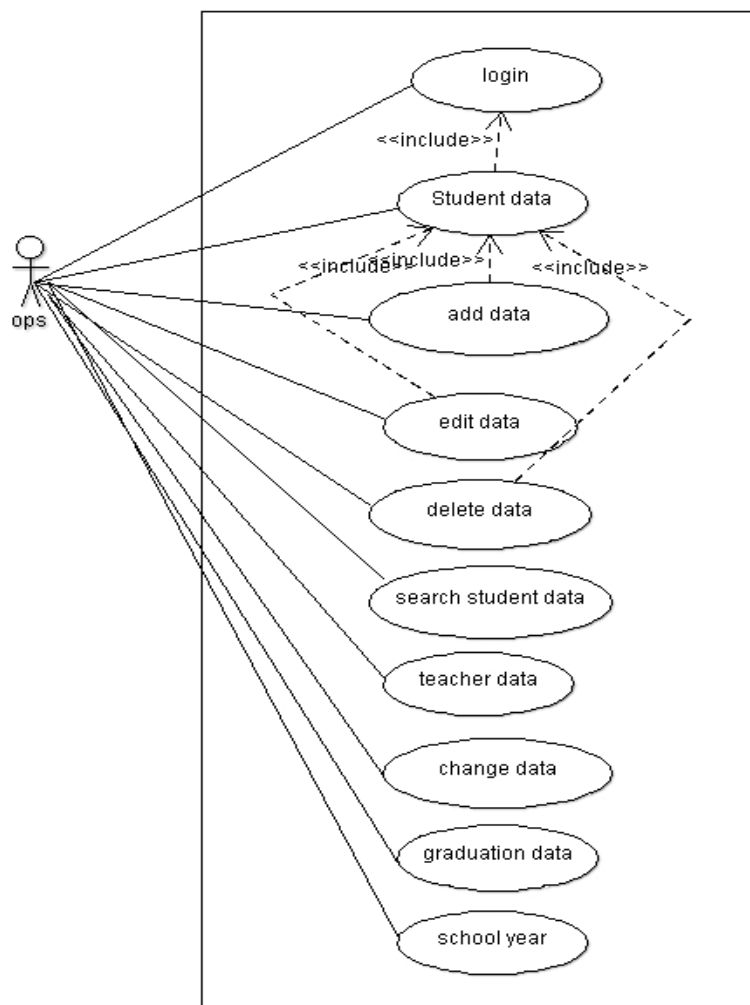 login
<<include>>
Student data
<<include>>
<<include>>
<<include>>
add data
ops
edit data
delete data
search student data
teacher data
change data
graduation data
school year